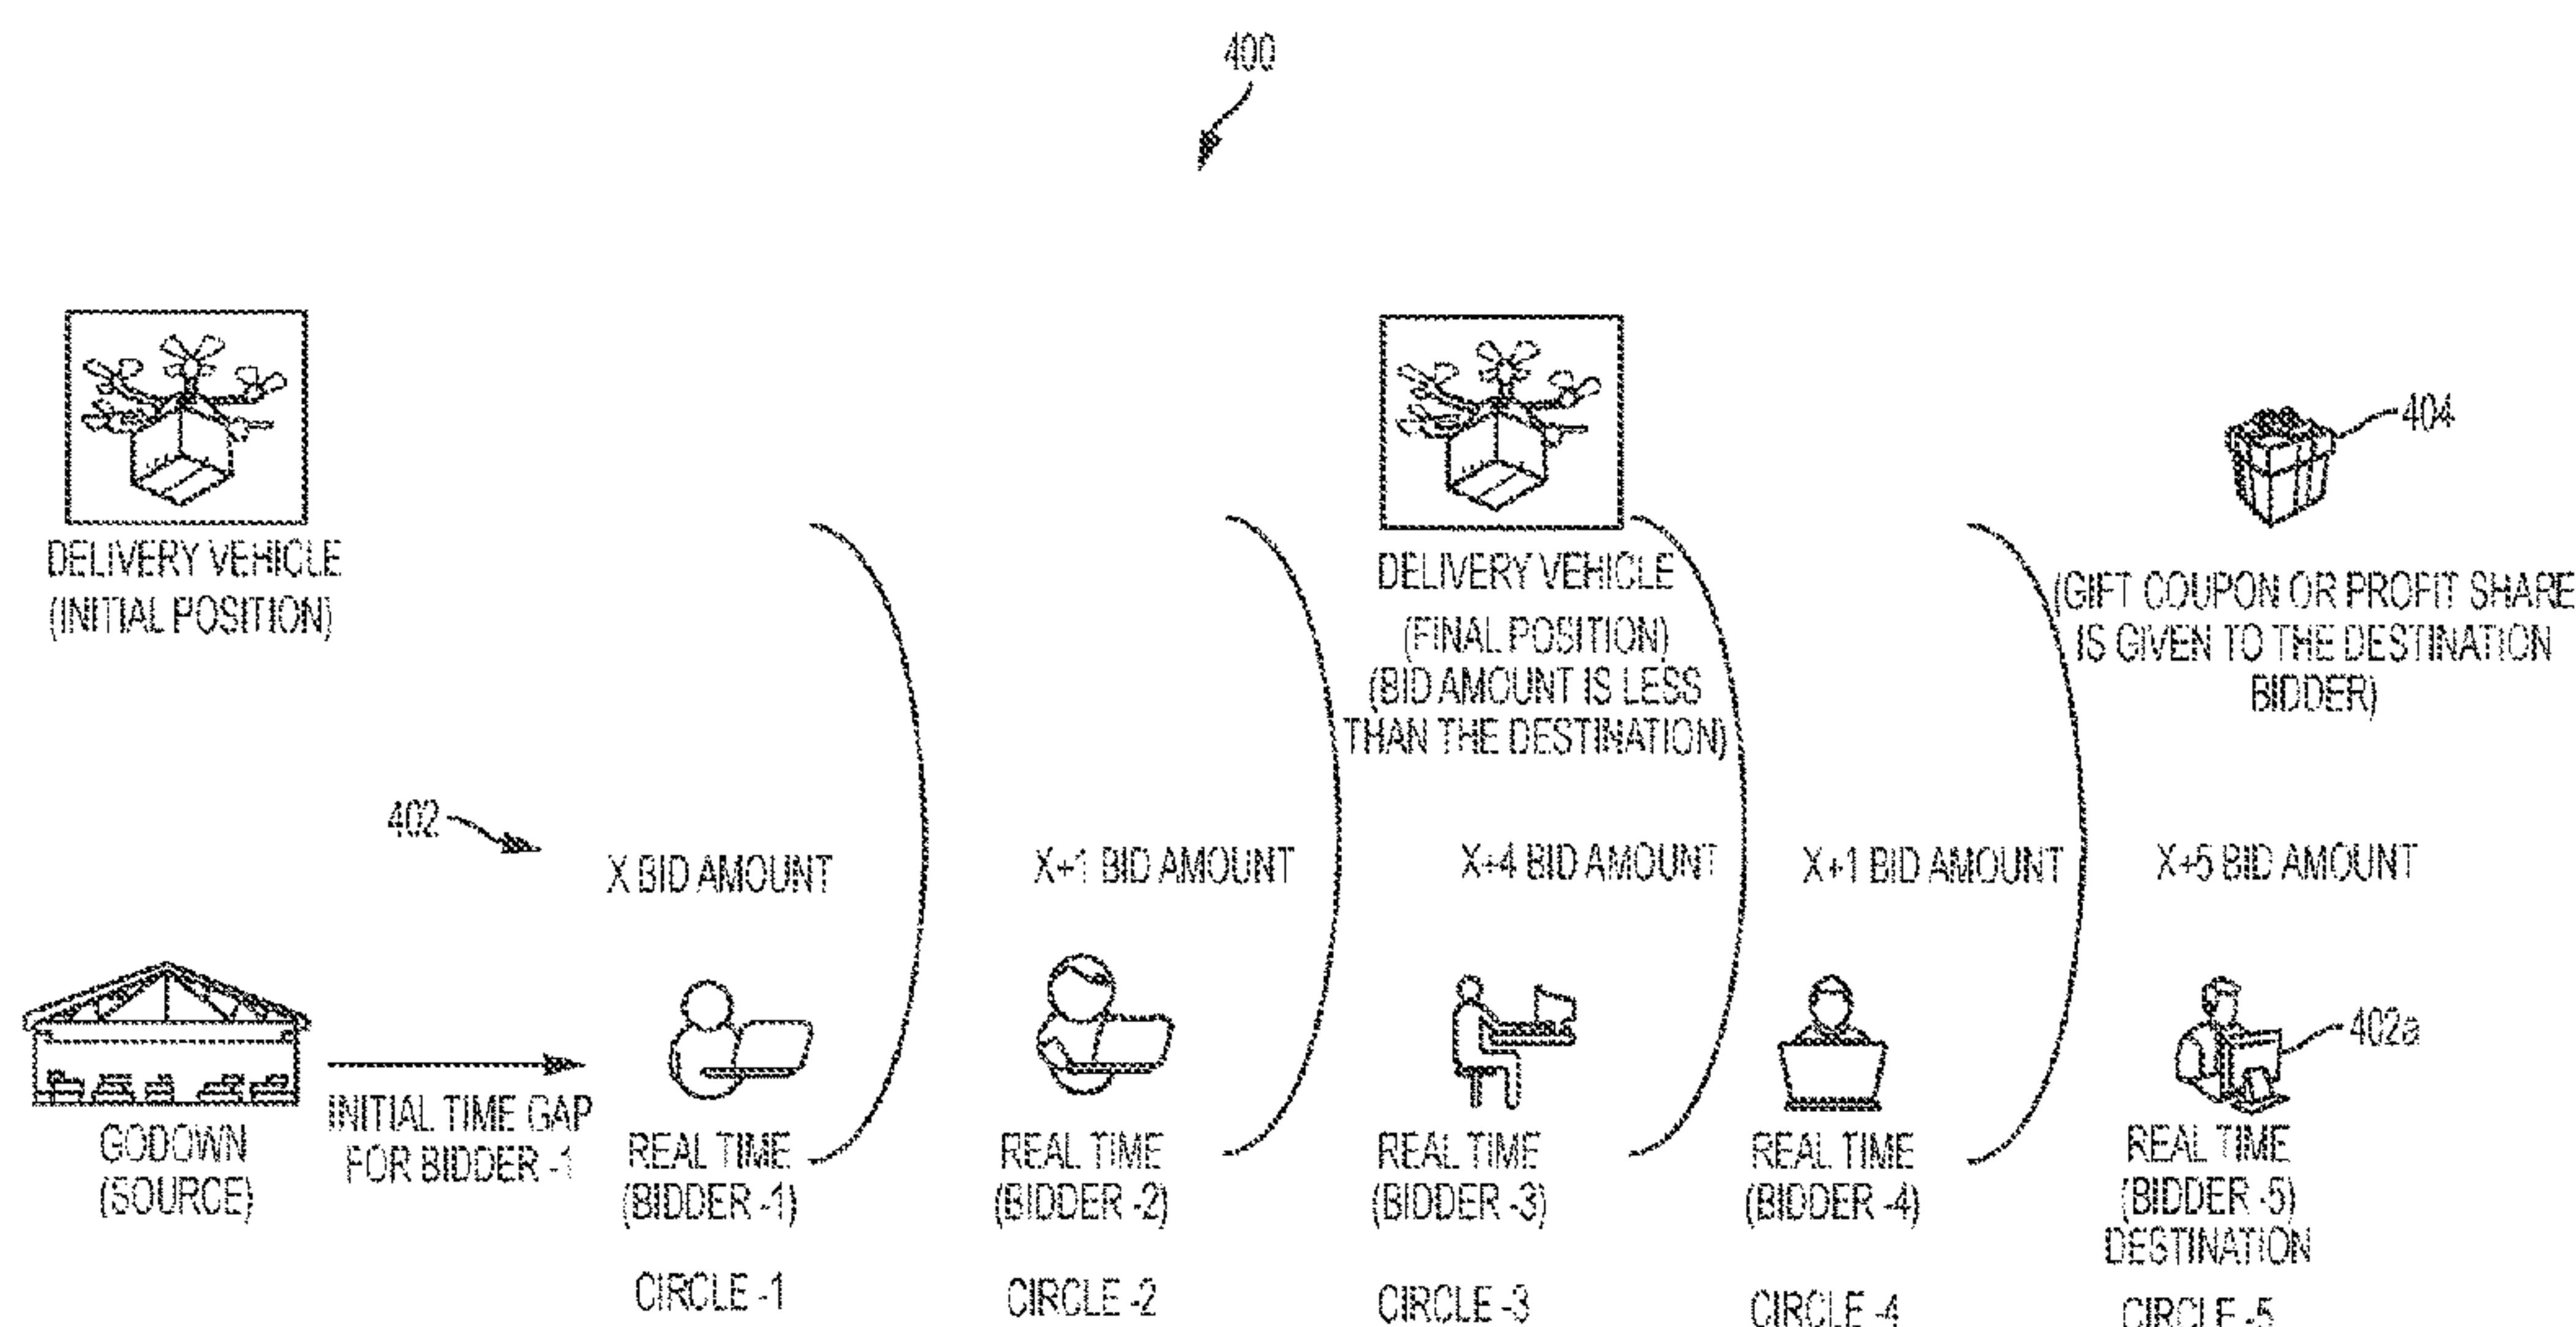 400
404
DELIVERY VEHICLE
(INITIAL POSITION)
DELIVERY VEHICLE
(FINAL POSITION)
(BID AMOUNT IS LESS
THAN THE DESTINATION)
(GIFT COUPON OR PROFIT SHARE
IS GIVEN TO THE DESTINATION
BIDDER)
402
X BID AMOUNT
X+1 BID AMOUNT
X+4 BID AMOUNT
X+1 BID AMOUNT
X+5 BID AMOUNT
402a
GODOWN
(SOURCE)
INITIAL TIME GAP
FOR BIDDER -1
REAL TIME
(BIDDER -1)
CIRCLE -1
REAL TIME
(BIDDER -2)
CIRCLE -2
REAL TIME
(BIDDER -3)
CIRCLE -3
REAL TIME
(BIDDER -4)
CIRCLE -4
REAL TIME
(BIDDER -5)
DESTINATION
CIRCLE -5